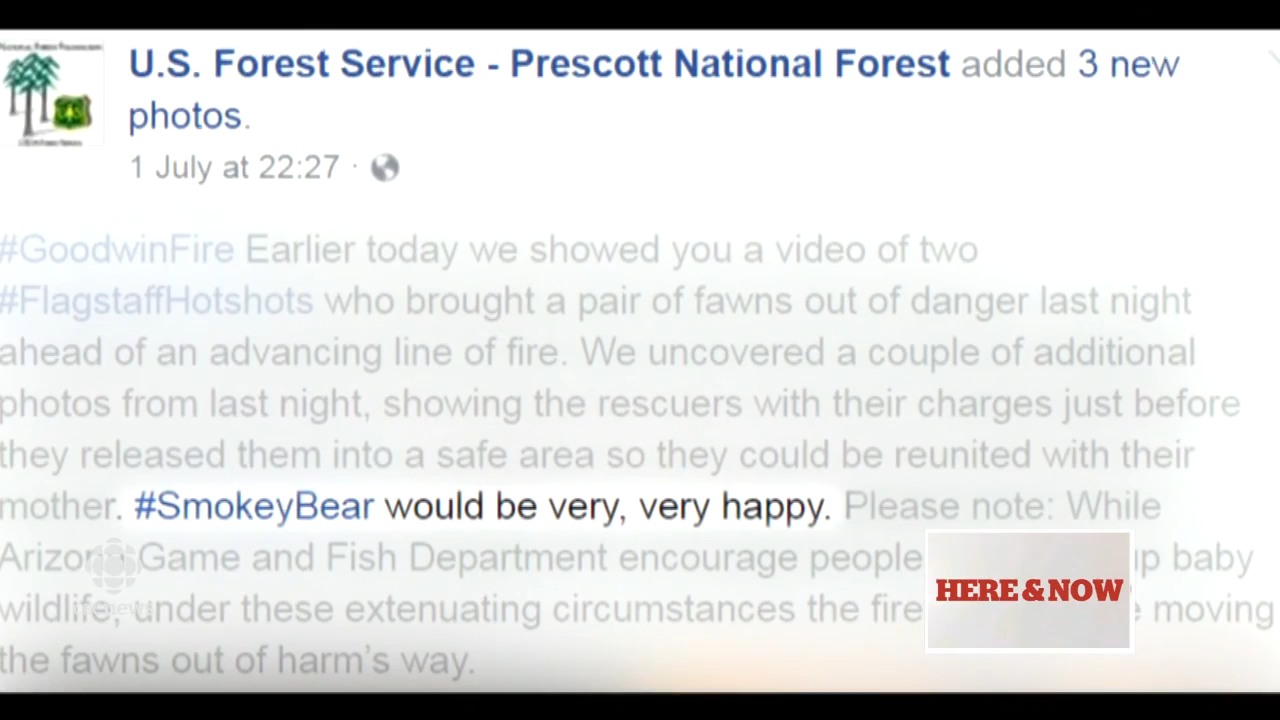 U.S. Forest Service - Prescott National Forest added 3 new
photos.
1 July at 22:27 ·
#GoodwinFire Earlier today we showed you a video of two
#FlagstaffHotshots who brought a pair of fawns out of danger last night
ahead of an advancing line of fire. We uncovered a couple of additional
photos from last night, showing the rescuers with their charges just before
they released them into a safe area so they could be reunited with their
mother. #SmokeyBear would be very, very happy. Please note: While
Game and Fish Department encourage people up baby
wildlife, under these extenuating circumstances the fire moving
the fawns out of harm's way.
HERE & NOW